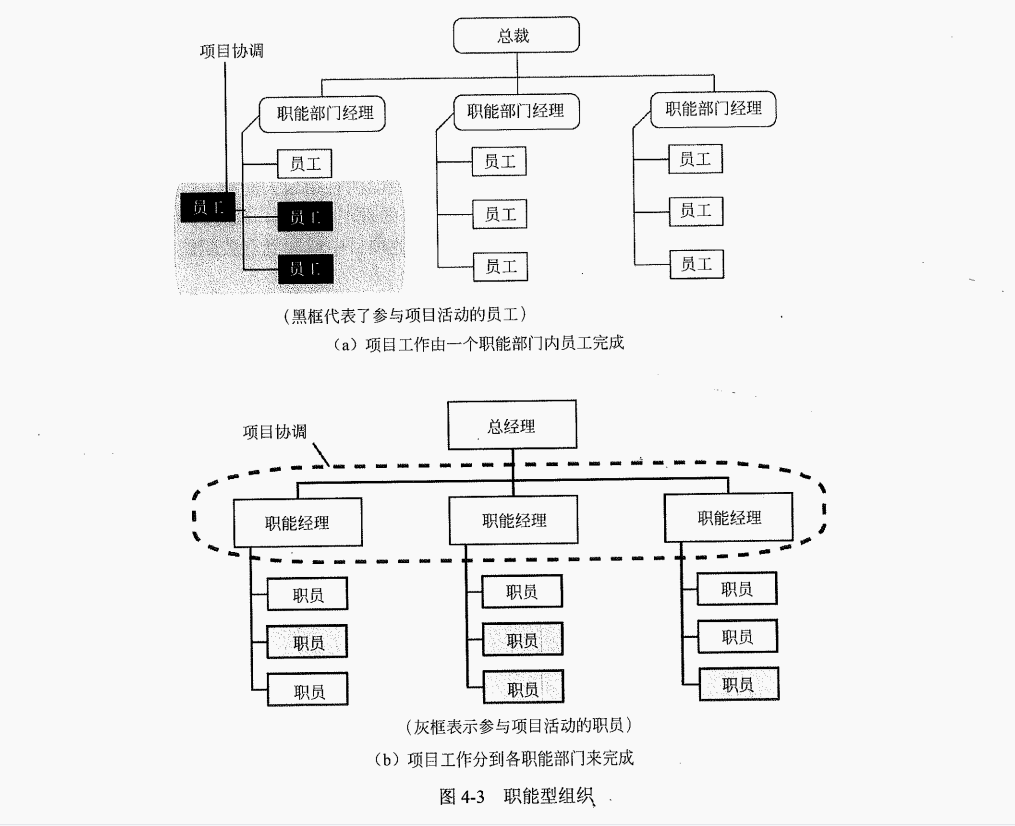 总裁
项目协调
职能部门经理 职能部门经理 职能部门经理
员工 员工 员工
员工 员工 员工 员工
员工 员工 员工
(黑框代表了参与项目活动的员工)
(a)项目工作由一个职能部门内员工完成
总经理
项目协调
职能经理 职能经理 职能经理
职员 职员 职员
职员 职员 职员
职员 职员 职员
(灰框表示参与项目活动的职员)
(b)项目工作分到各职能部门来完成
图 4-3 职能型组织